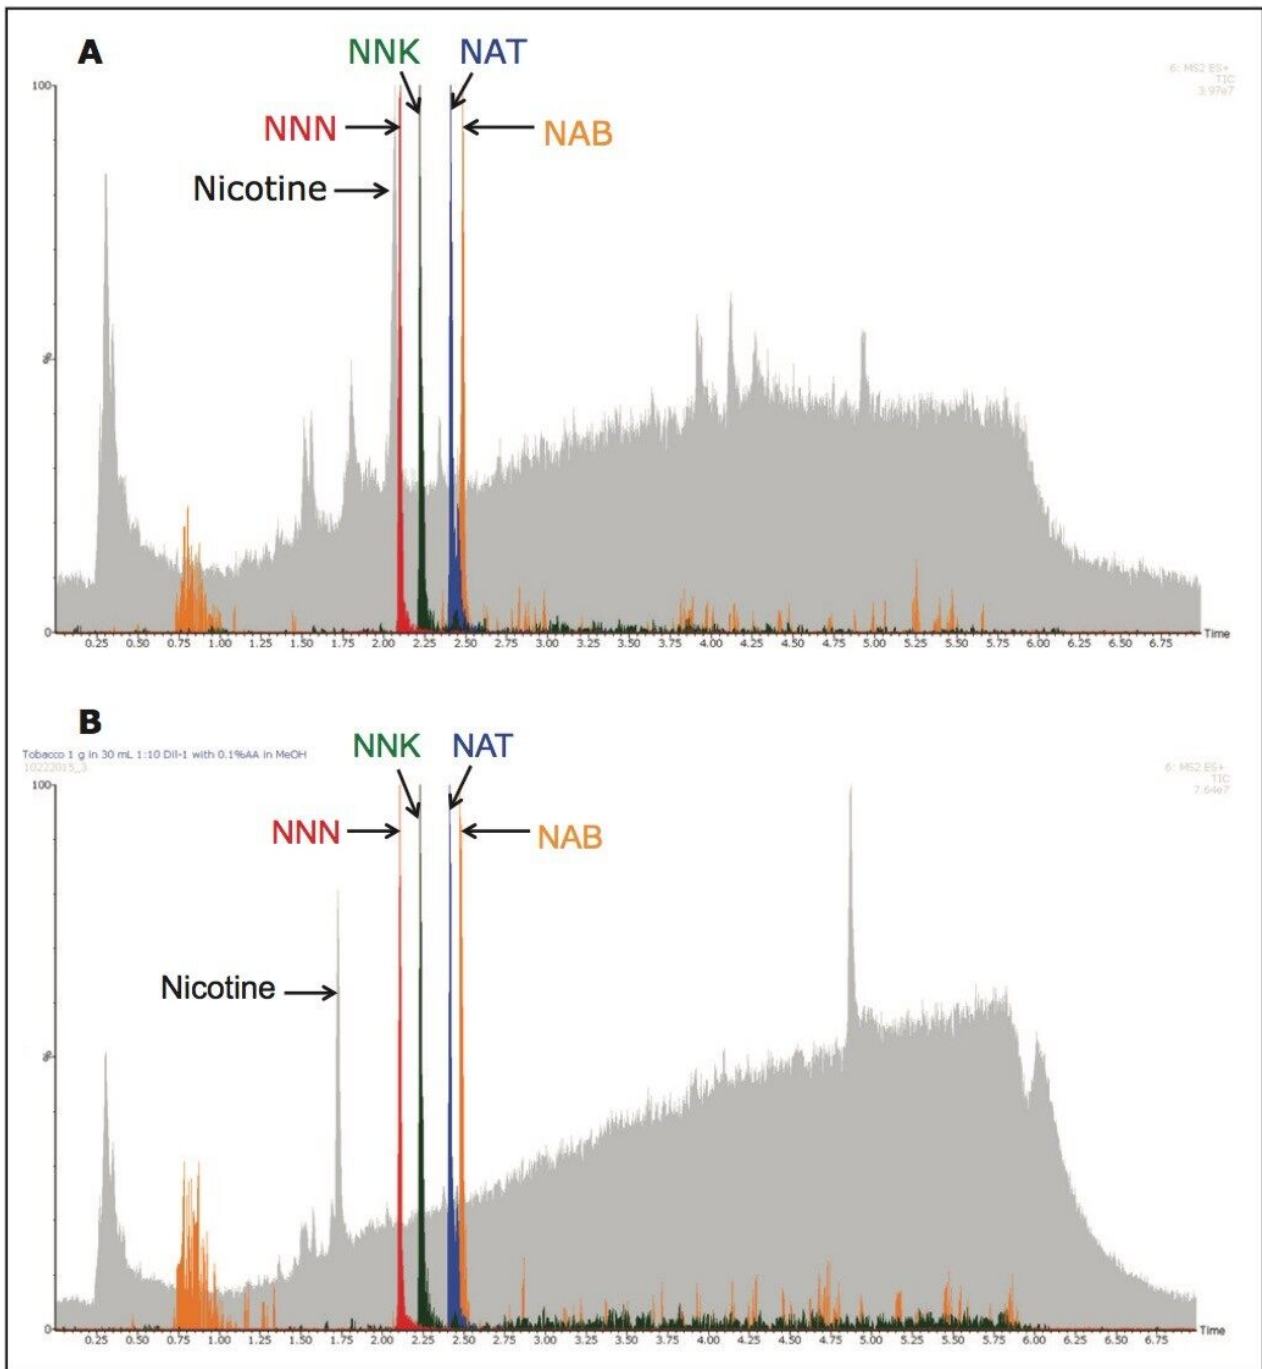 A
NNK NAT
6: MS2 ES+
TIC
3.97e7
100
NNN NAB
Nicotine
%
0
0.25 0.50 0.75 1.00 1.25 1.50 1.75 2.00 2.25 2.50 2.75 3.00 3.25 3.50 3.75 4.00 4.25 4.50 4.75 5.00 5.25 5.50 5.75 6.00 6.25 6.50 6.75 Time
B
NNK NAT
Tobacco 1 g in 30 mL 1:10 Dil-1 with 0.1%AA in MeOH
10222015_3
6: MS2 ES+
TIC
7.64e7
100
NNN NAB
Nicotine
%
0
0.25 0.50 0.75 1.00 1.25 1.50 1.75 2.00 2.25 2.50 2.75 3.00 3.25 3.50 3.75 4.00 4.25 4.50 4.75 5.00 5.25 5.50 5.75 6.00 6.25 6.50 6.75 Time